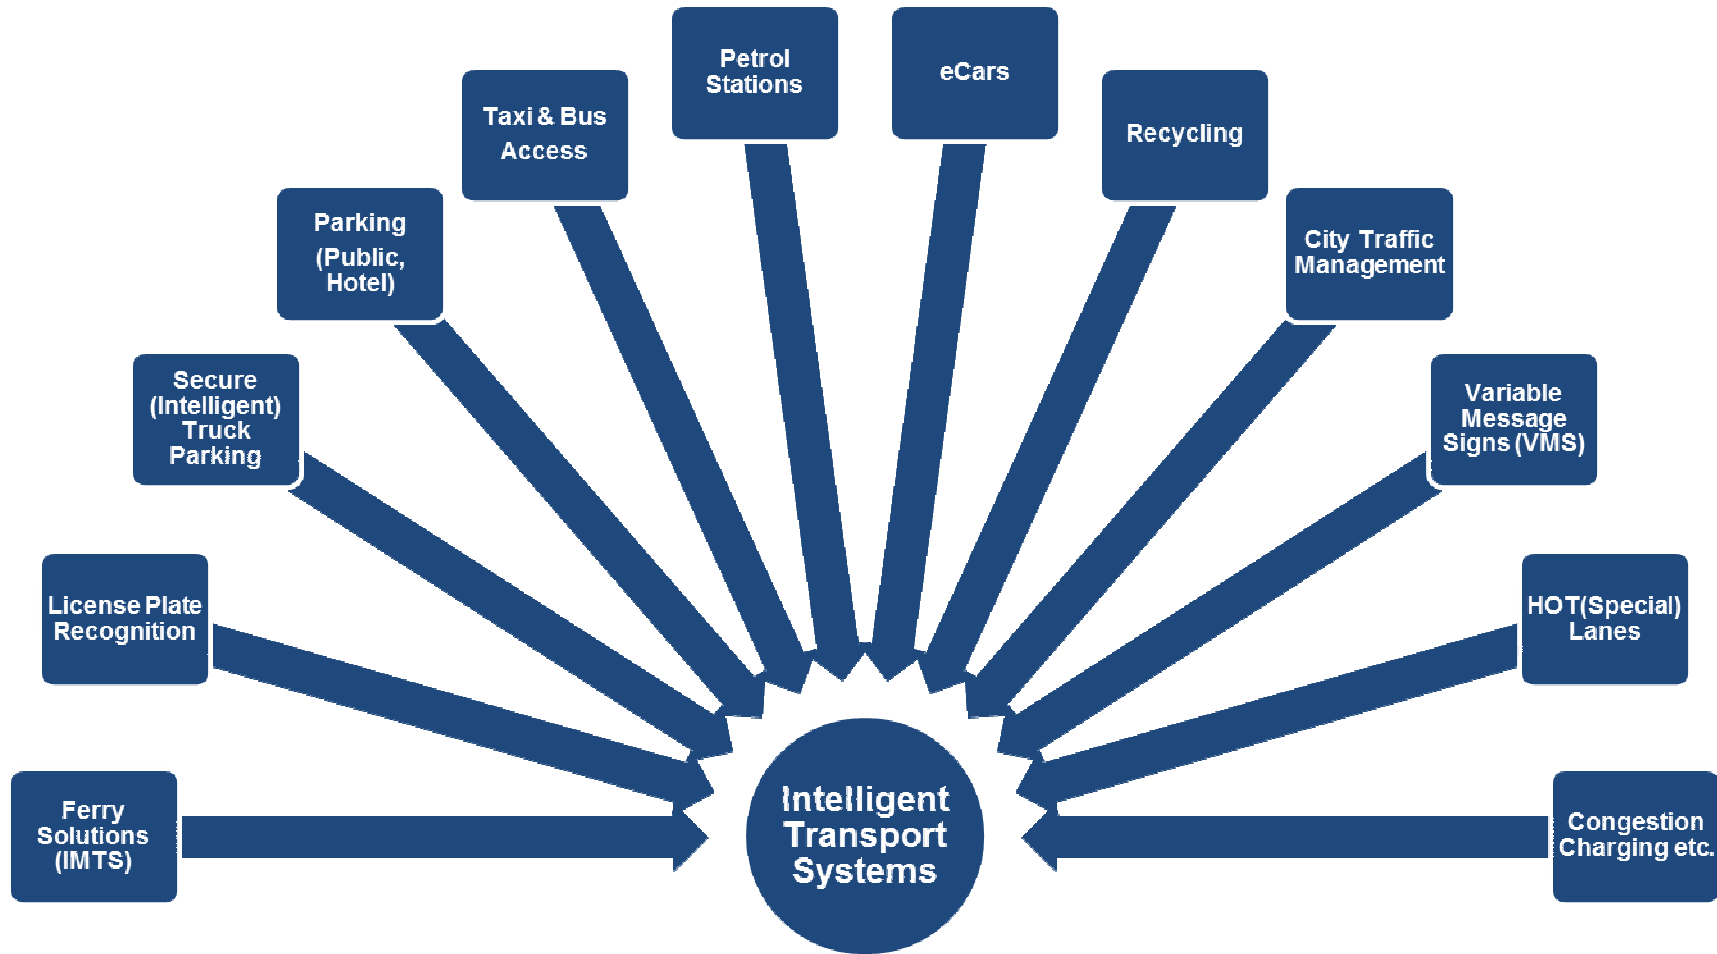 Petrol
Stations
eCars
Taxi & Bus
Access
Recycling
Parking
(Public,
Hotel)
City Traffic
Management
Secure
(Intelligent)
Truck
Parking
Variable
Message
Signs (VMS)
License Plate
Recognition
HOT(Special)
Lanes
Ferry
Solutions
(IMTS)
Intelligent
Transport
Systems
Congestion
Charging etc.